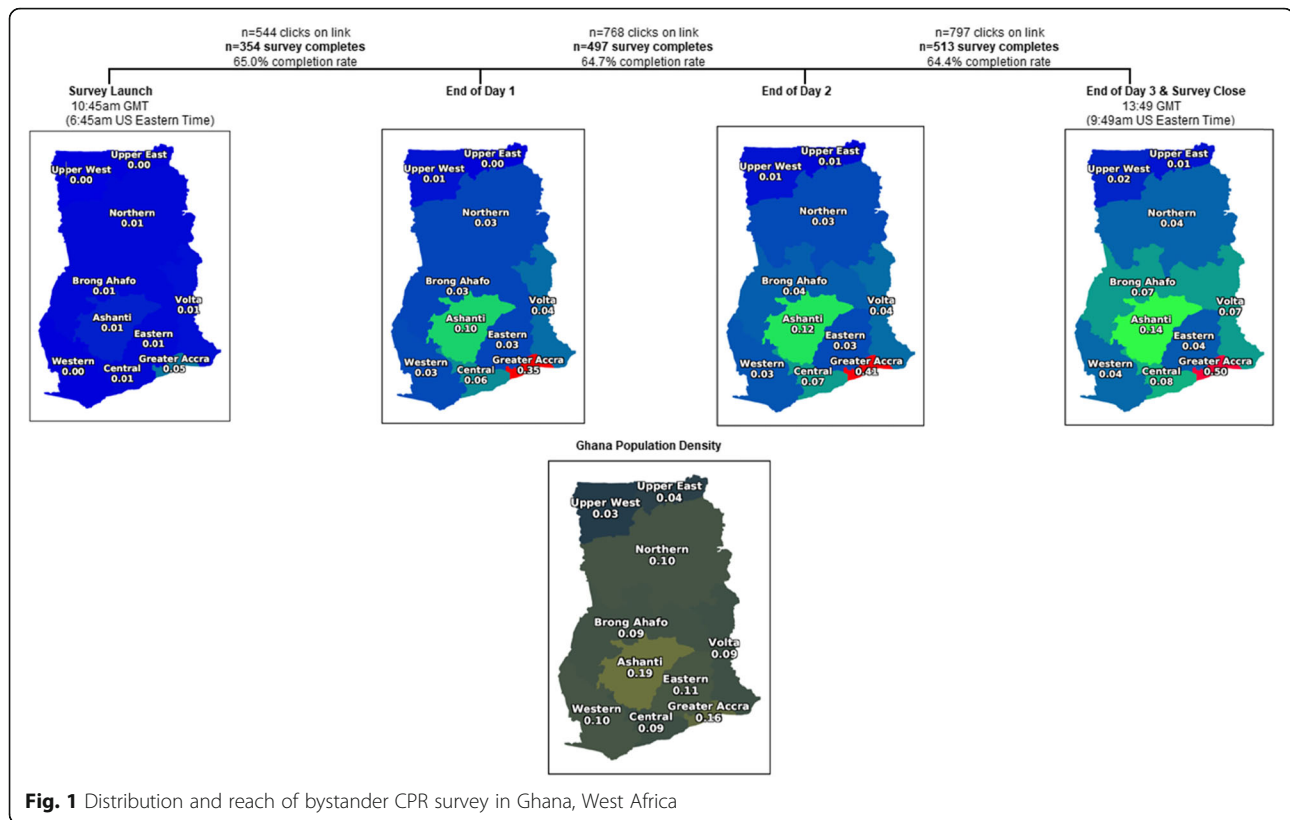 n=544 clicks on link
n=354 survey completes
65.0% completion rate
n=768 clicks on link
n=497 survey completes
64.7% completion rate
n=797 clicks on link
n=513 survey completes
64.4% completion rate
Survey Launch
10:45am GMT
(6:45am US Eastern Time)
End of Day 1
End of Day 2
End of Day 3 & Survey Close
13:49 GMT
(9:49am US Eastern Time)
Upper East
0.00
Upper West
0.00
Northern
0.01
Brong Ahafo
0.01
Volta
0.01
Ashanti
0.01
Eastern
0.01
Western
0.00
Central
0.01
Greater Accra
0.05
Upper East
0.00
Upper West
0.01
Northern
0.03
Brong Ahafo
0.03
Volta
0.04
Ashanti
0.10
Eastern
0.03
Western
0.03
Central
0.06
Greater Accra
0.35
Upper East
0.01
Upper West
0.01
Northern
0.03
Brong Ahafo
0.04
Volta
0.04
Ashanti
0.12
Eastern
0.03
Western
0.03
Central
0.07
Greater Accra
0.41
Upper East
0.01
Upper West
0.02
Northern
0.04
Brong Ahafo
0.07
Volta
0.07
Ashanti
0.14
Eastern
0.04
Western
0.04
Central
0.08
Greater Accra
0.50
Ghana Population Density
Upper East
0.04
Upper West
0.03
Northern
0.10
Brong Ahafo
0.09
Volta
0.09
Ashanti
0.19
Eastern
0.11
Western
0.10
Central
0.09
Greater Accra
0.16
Fig. 1 Distribution and reach of bystander CPR survey in Ghana, West Africa